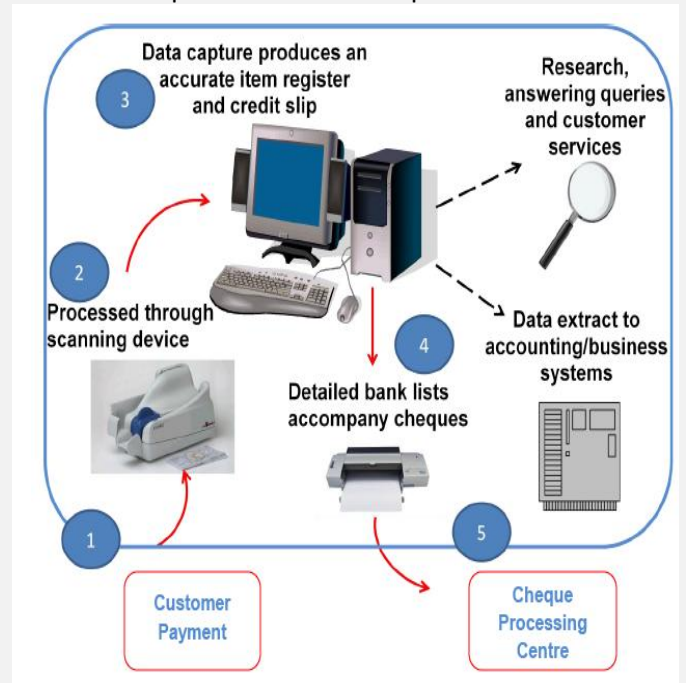 Data capture produces an
accurate item register
and credit slip
3
Research,
answering queries
and customer
services
2
Processed through
scanning device
4
Detailed bank lists
accompany cheques
Data extract to
accounting/business
systems
1
5
Customer
Payment
Cheque
Processing
Centre